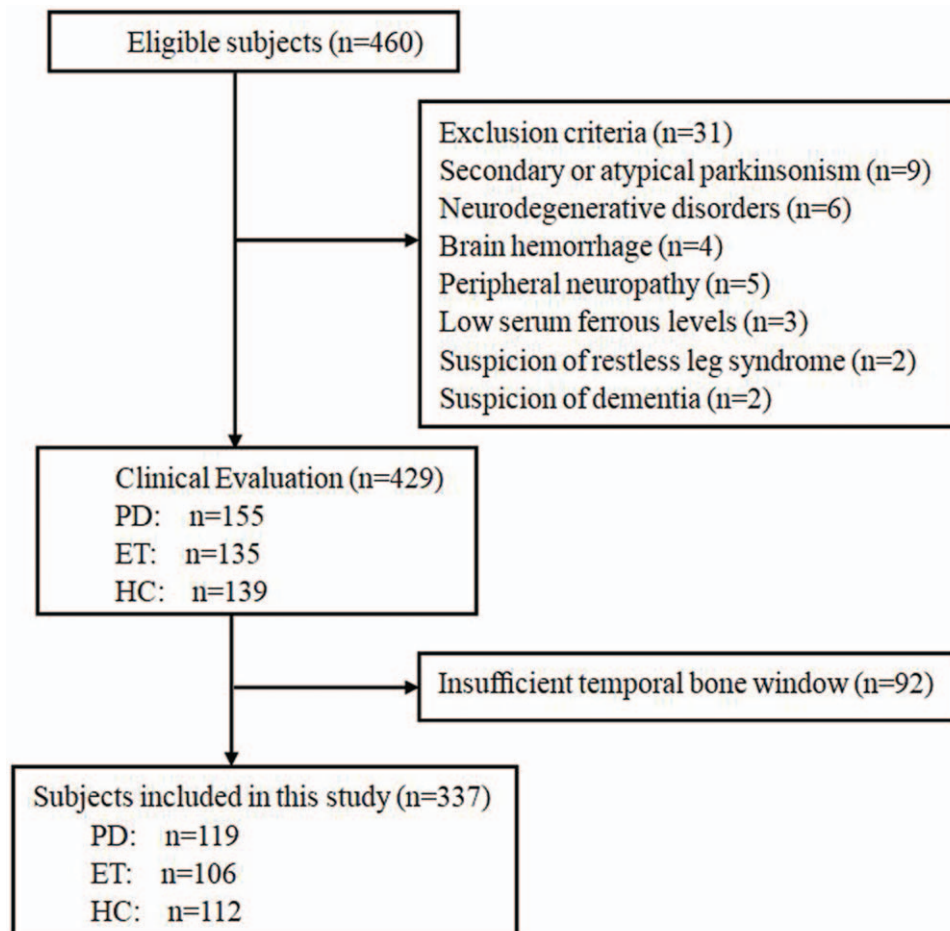 Eligible subjects (n=460)
Exclusion criteria (n=31)
Secondary or atypical parkinsonism (n=9)
Neurodegenerative disorders (n=6)
Brain hemorrhage (n=4)
Peripheral neuropathy (n=5)
Low serum ferrous levels (n=3)
Suspicion of restless leg syndrome (n=2)
Suspicion of dementia (n=2)
Clinical Evaluation (n=429)
PD: n=155
ET: n=135
HC: n=139
Insufficient temporal bone window (n=92)
Subjects included in this study (n=337)
PD: n=119
ET: n=106
HC: n=112